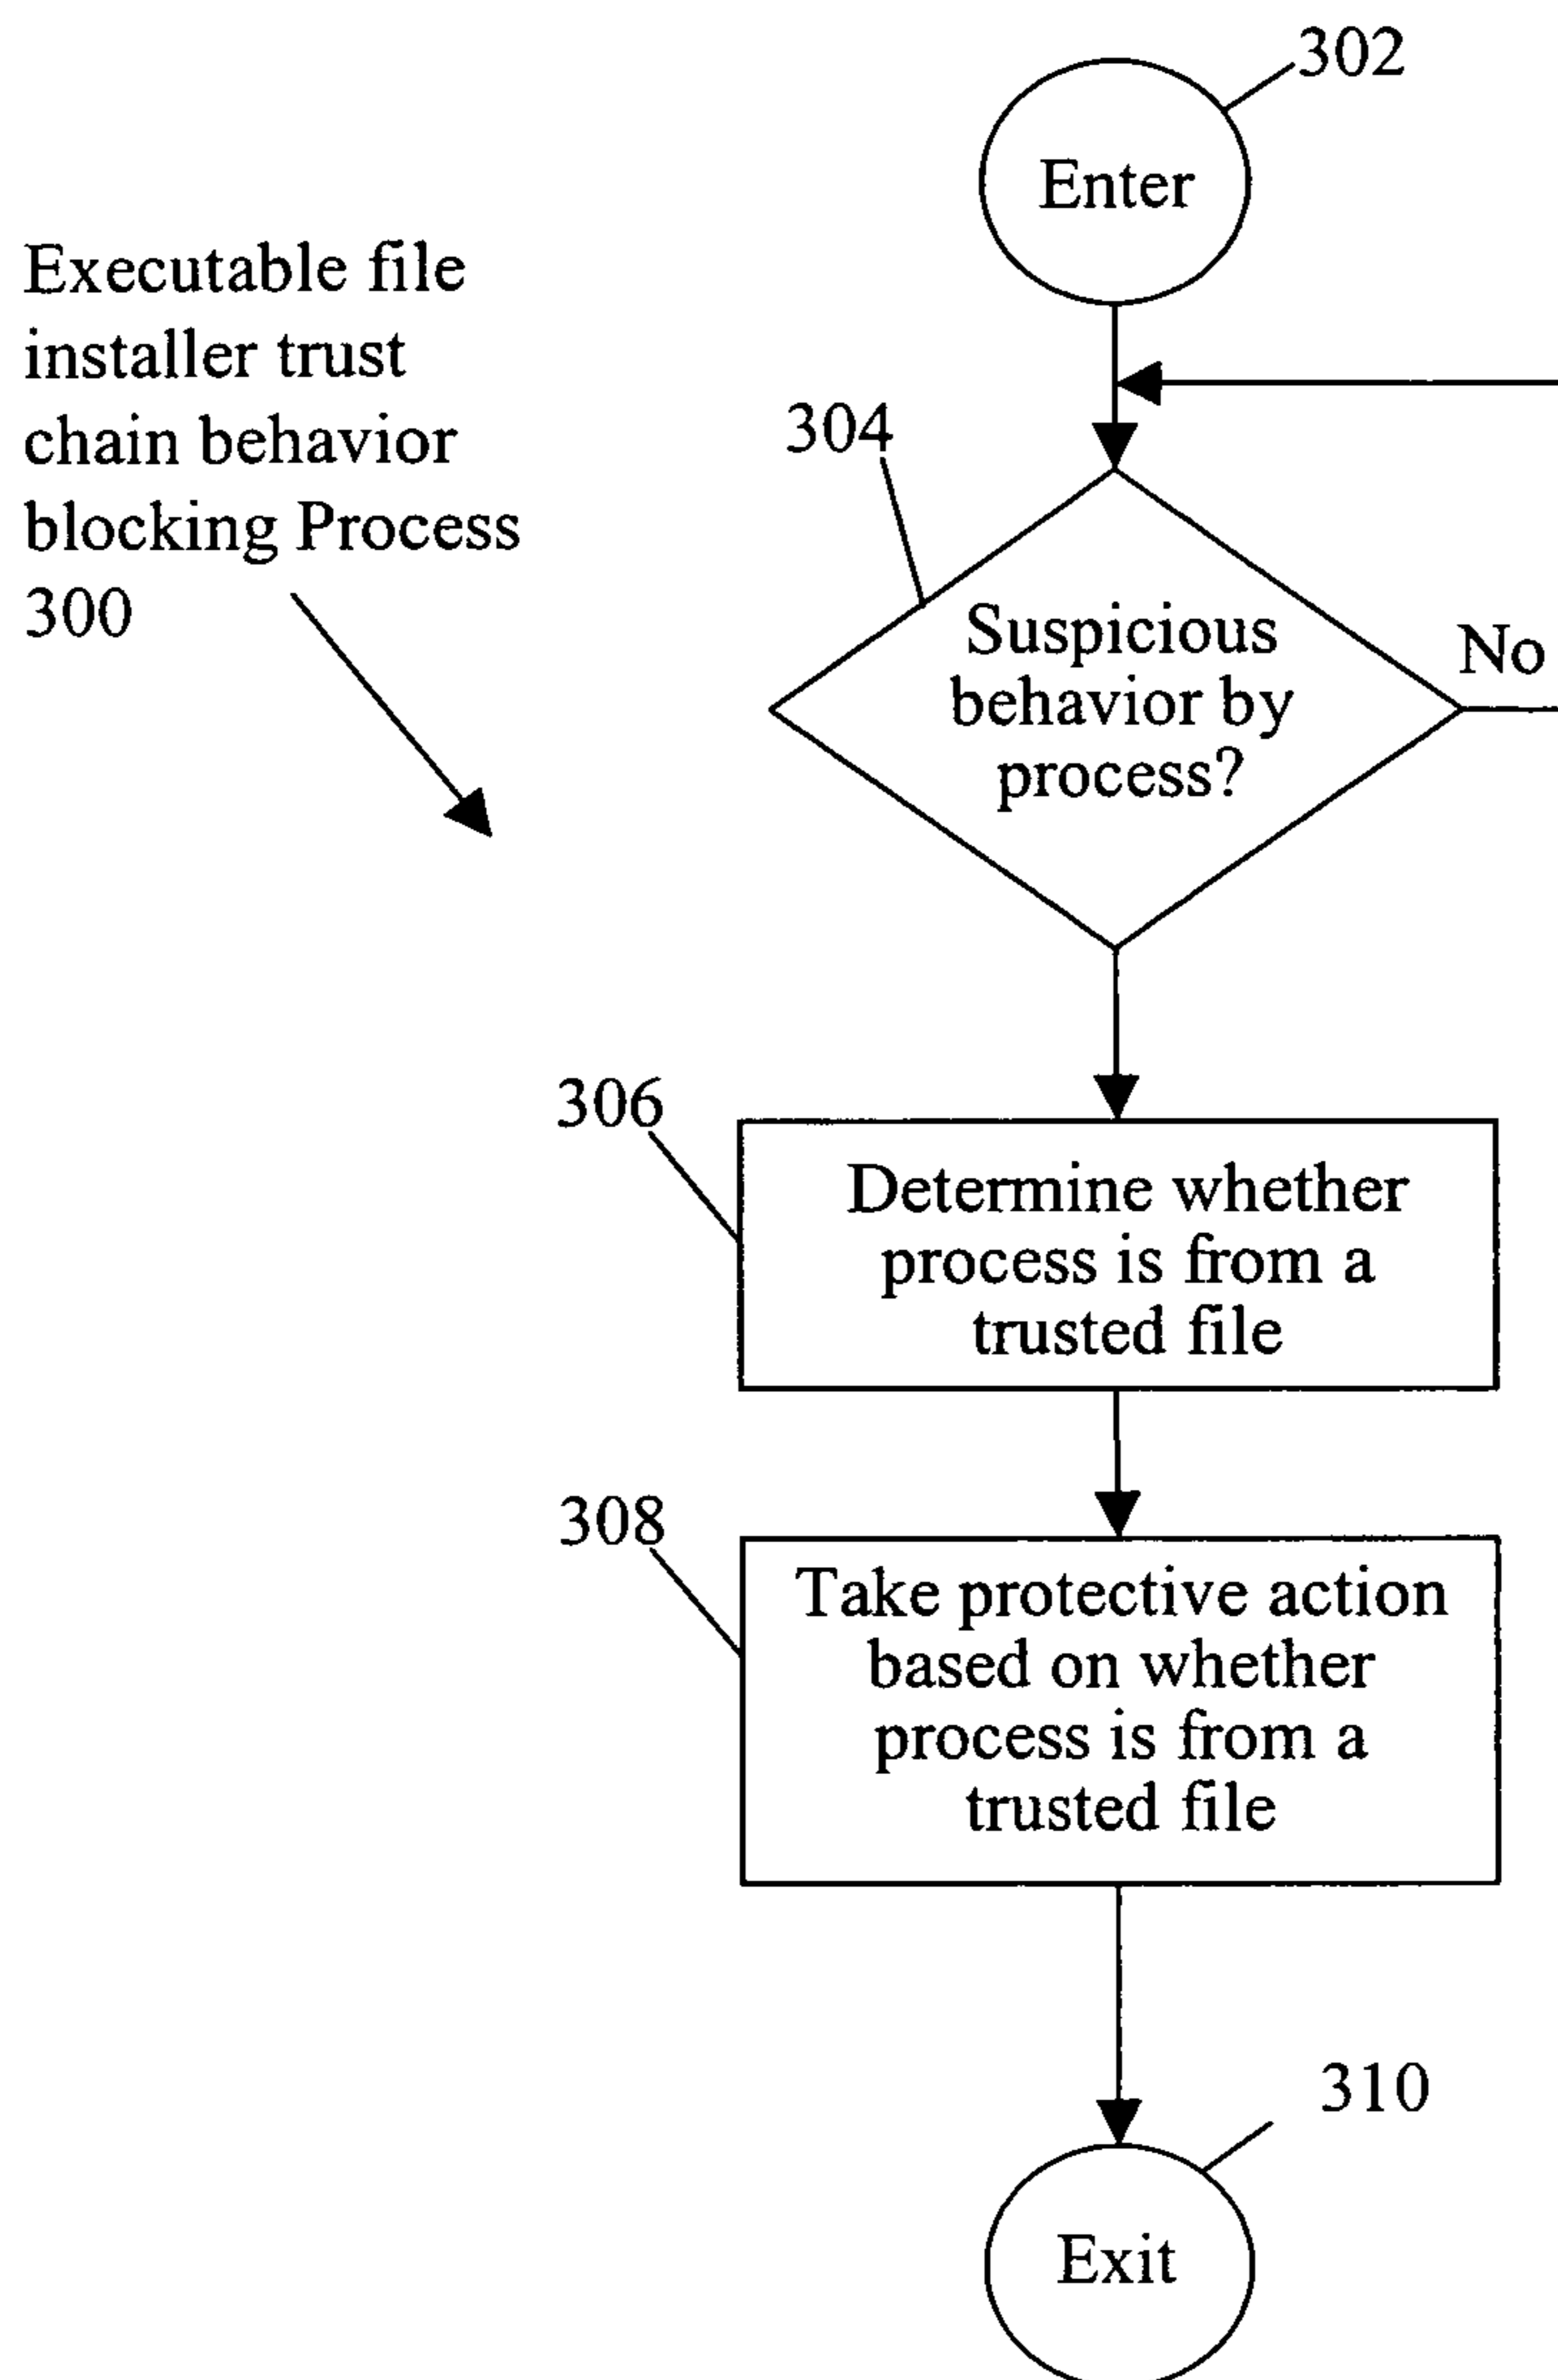 302
Enter
Executable file
installer trust
chain behavior
blocking Process
300
304
Suspicious
behavior by
process?
No
306
Determine whether
process is from a
trusted file
308
Take protective action
based on whether
process is from a
trusted file
310
Exit